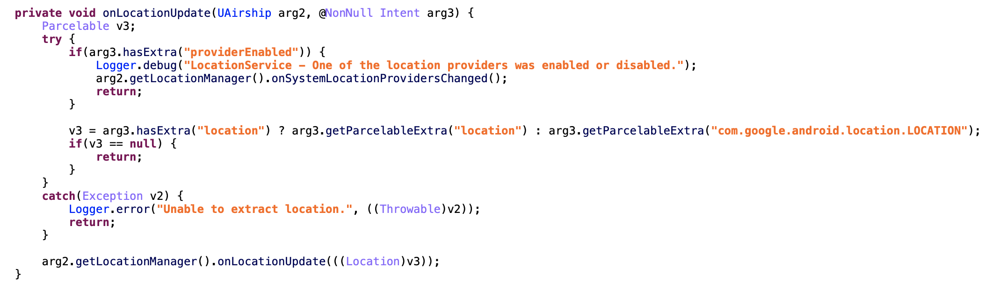 private void onLocationUpdate(UAirship arg2, @NonNull Intent arg3) {
    Parcelable v3;
    try {
        if(arg3.hasExtra("providerEnabled")) {
            Logger.debug("LocationService – One of the location providers was enabled or disabled.");
            arg2.getLocationManager().onSystemLocationProvidersChanged();
            return;
        }

        v3 = arg3.hasExtra("location") ? arg3.getParcelableExtra("location") : arg3.getParcelableExtra("com.google.android.location.LOCATION");
        if(v3 == null) {
            return;
        }
    }
    catch(Exception v2) {
        Logger.error("Unable to extract location.", ((Throwable)v2));
        return;
    }

    arg2.getLocationManager().onLocationUpdate(((Location)v3));
}